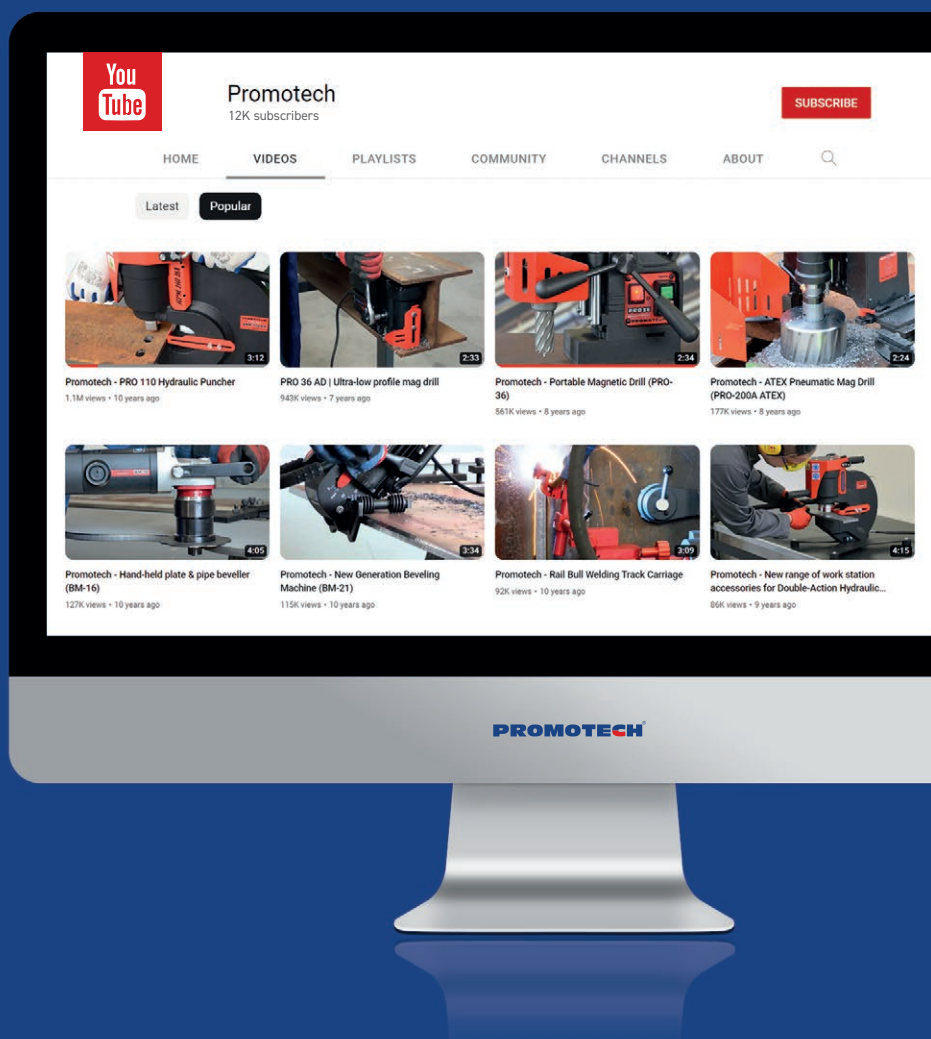 You
Tube
Promotech
12K subscribers
SUBSCRIBE
HOME VIDEOS PLAYLISTS COMMUNITY CHANNELS ABOUT
Latest Popular
3:12 2:33 2:34 2:24
Promotech - PRO 110 Hydraulic Puncher
1.1M views • 10 years ago
PRO 36 AD | Ultra-low profile mag drill
943K views • 7 years ago
Promotech - Portable Magnetic Drill (PRO-
36)
561K views • 8 years ago
Promotech - ATEX Pneumatic Mag Drill
(PRO-200A ATEX)
177K views • 8 years ago
4:05 3:34 3:09 4:15
Promotech - Hand-held plate & pipe beveller
(BM-16)
127K views • 10 years ago
Promotech - New Generation Beveling
Machine (BM-21)
115K views • 10 years ago
Promotech - Rail Bull Welding Track Carriage
92K views • 10 years ago
Promotech - New range of work station
accessories for Double-Action Hydraulic...
86K views • 9 years ago
PROMOTECH